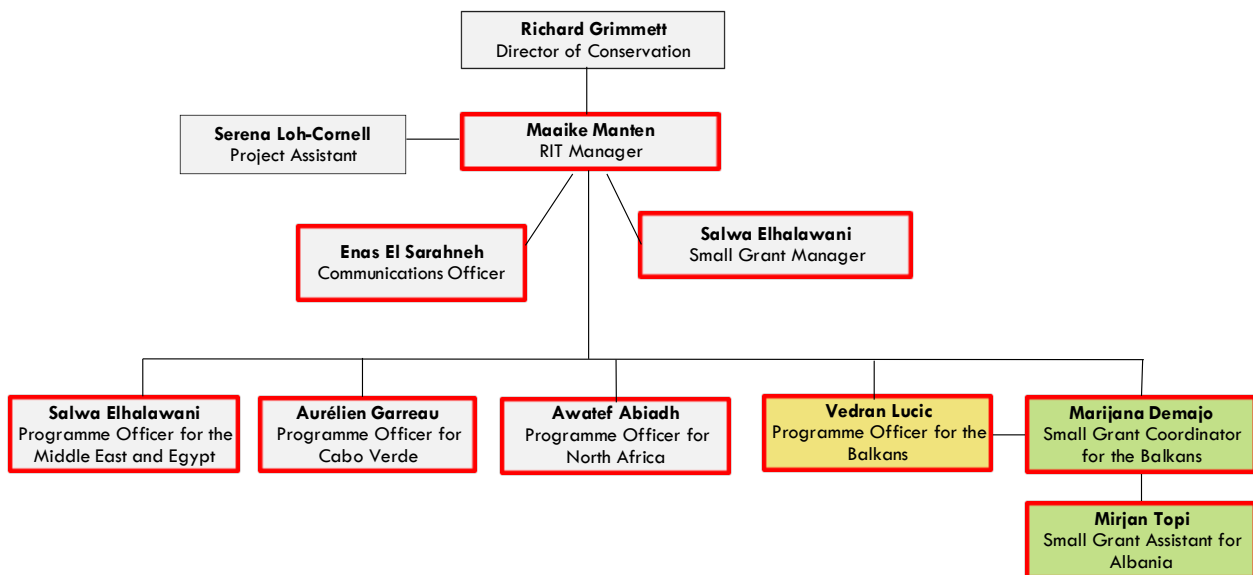 Richard Grimmett
Director of Conservation
Serena Loh-Cornell
Project Assistant
Maaike Manten
RIT Manager
Enas El Sarahneh
Communications Officer
Salwa Elhalawani
Small Grant Manager
Salwa Elhalawani
Programme Officer for the
Middle East and Egypt
Aurélien Garreau
Programme Officer for
Cabo Verde
Awatef Abiadh
Programme Officer for
North Africa
Vedran Lucic
Programme Officer for the
Balkans
Marijana Demajo
Small Grant Coordinator
for the Balkans
Mirjan Topi
Small Grant Assistant for
Albania